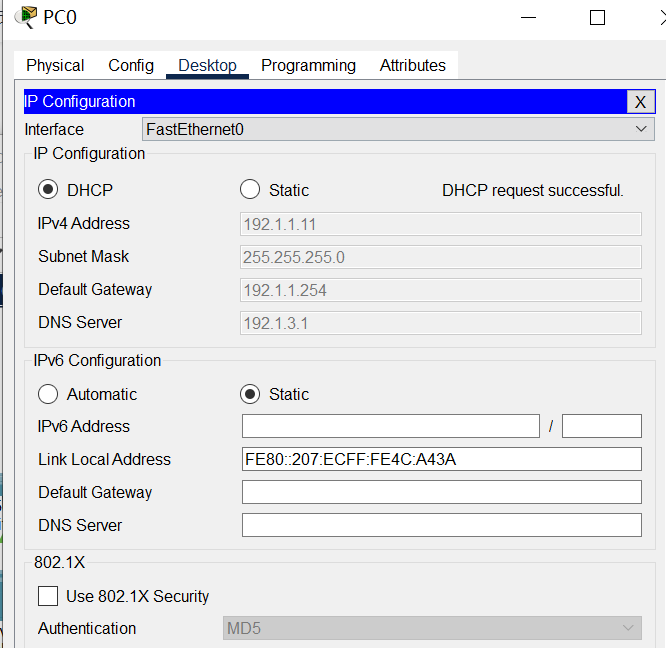 PC0
Physical Config Desktop Programming Attributes
IP Configuration X
Interface FastEthernet0
IP Configuration
DHCP Static DHCP request successful.
IPv4 Address 192.1.1.11
Subnet Mask 255.255.255.0
Default Gateway 192.1.1.254
DNS Server 192.1.3.1
IPv6 Configuration
Automatic Static
IPv6 Address /
Link Local Address FE80::207:ECFF:FE4C:A43A
Default Gateway
DNS Server
802.1X
Use 802.1X Security
Authentication MD5